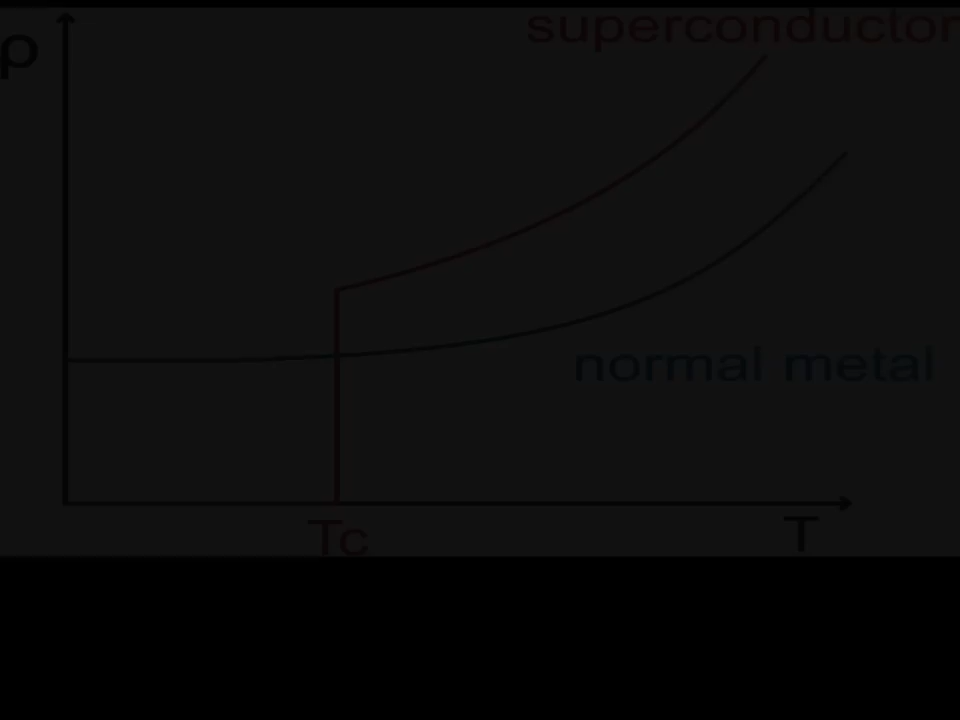 superconductor
ρ
normal metal
Tc
T